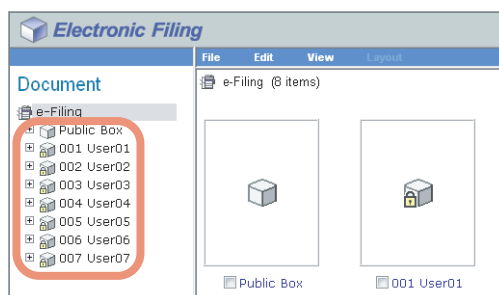 Electronic Filing
File Edit View Layout
Document
e-Filing (8 items)
e-Filing
Public Box
001 User01
002 User02
003 User03
004 User04
005 User05
006 User06
007 User07
Public Box 001 User01